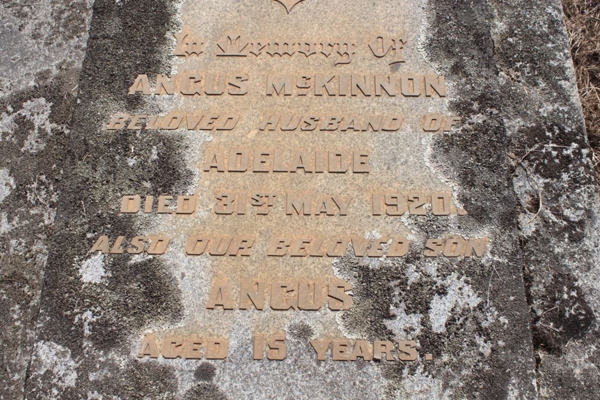 In Memory Of
ANGUS McKINNON
BELOVED HUSBAND OF
ADELAIDE
DIED 31ST MAY 1920.
ALSO OUR BELOVED SON
ANGUS
AGED 15 YEARS.